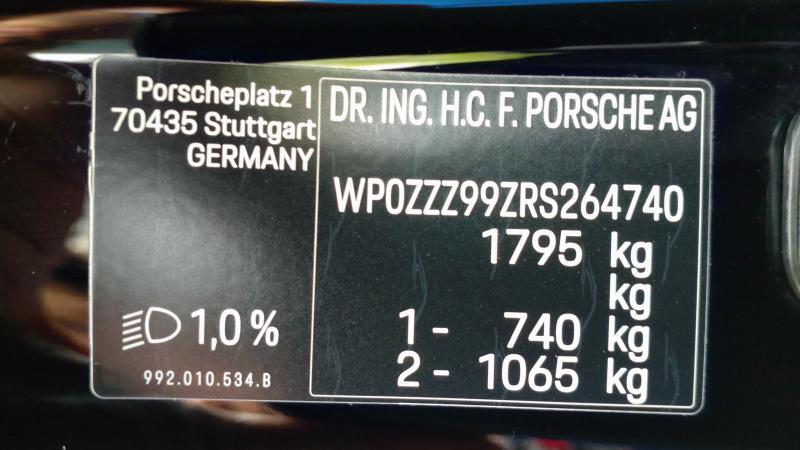 Porscheplatz 1
70435 Stuttgart
GERMANY
1,0 %
992.010.534.B
DR. ING. H.C. F. PORSCHE AG
WP0ZZZ99ZRS264740
1795 kg
kg
1 - 740 kg
2 - 1065 kg